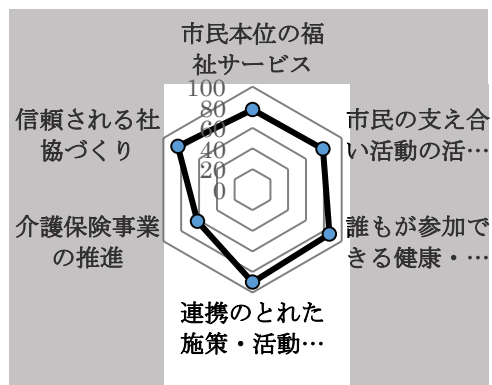 市民本位の福
祉サービス
市民の支え合
い活動の活…
誰もが参加で
きる健康・…
連携のとれた
施策・活動…
介護保険事業
の推進
信頼される社
協づくり
100
80
60
40
20
0